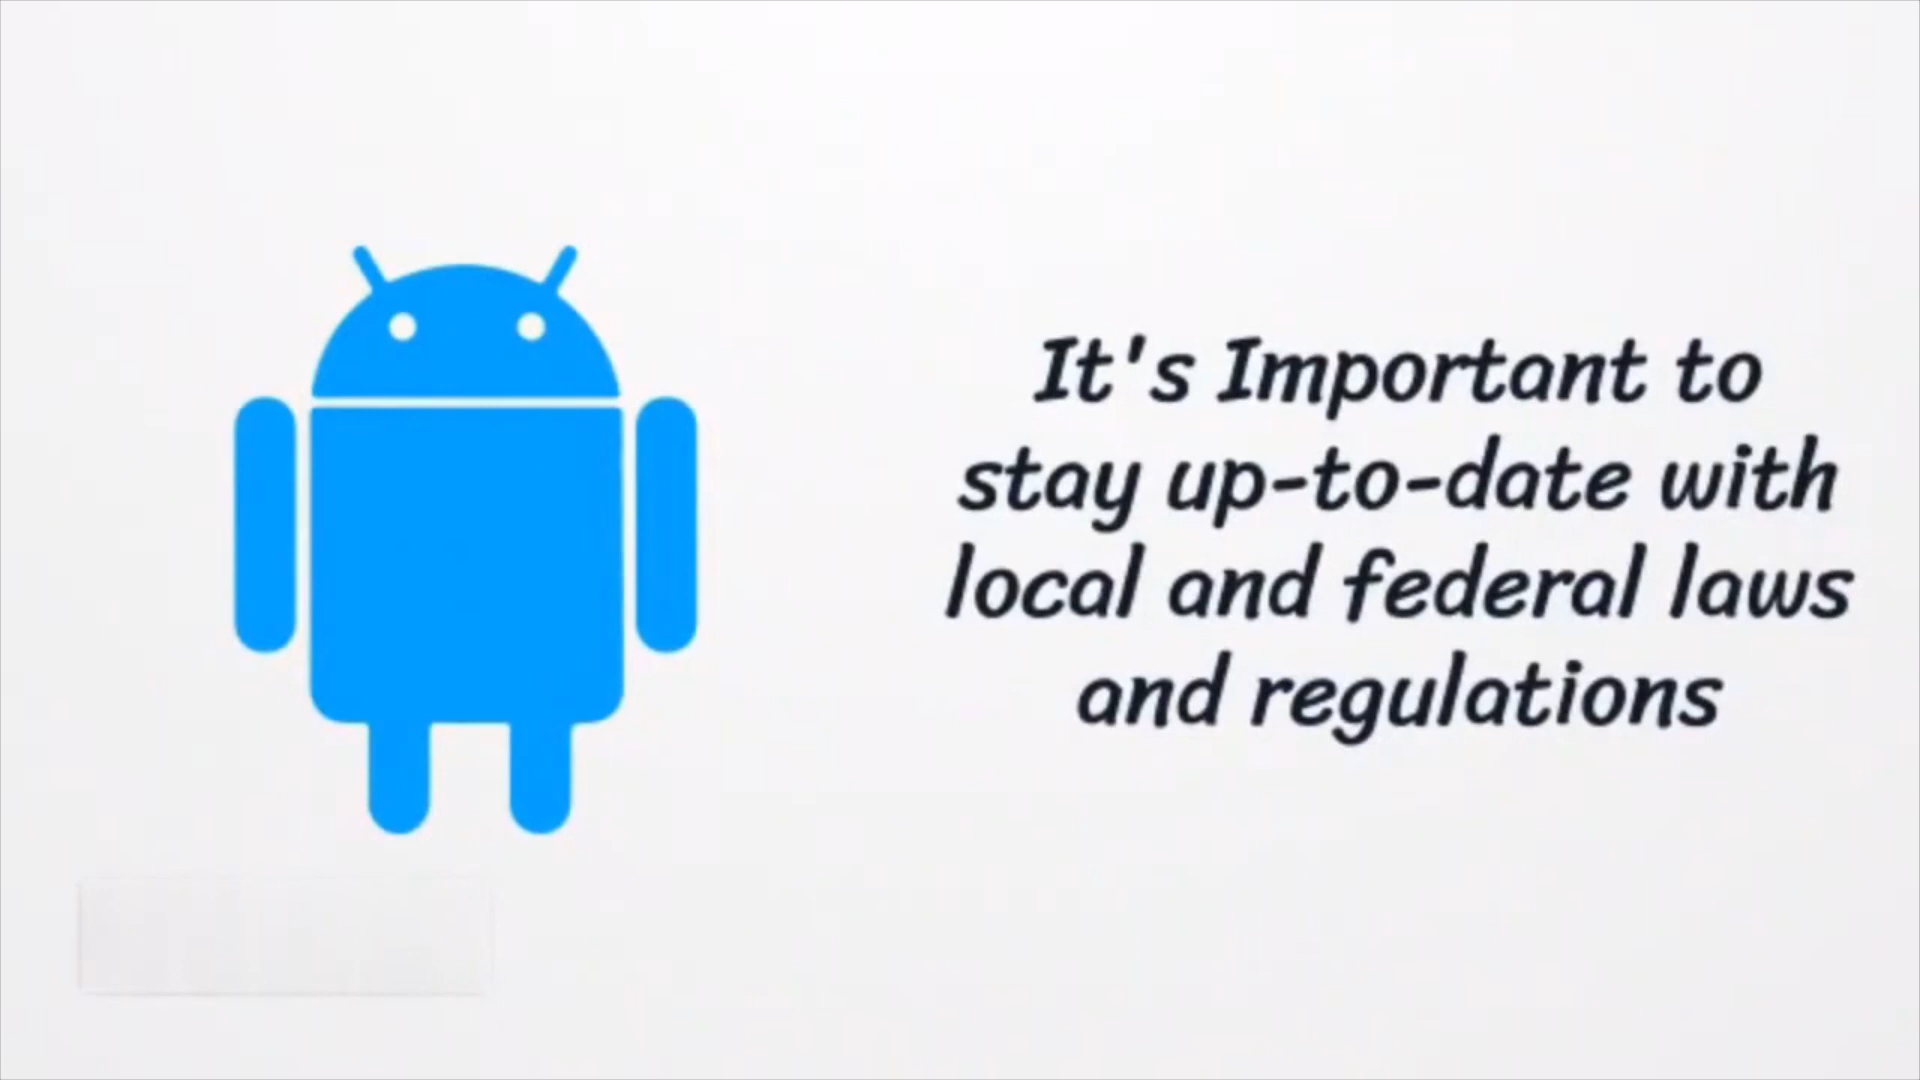 It's Important to
stay up-to-date with
local and federal laws
and regulations